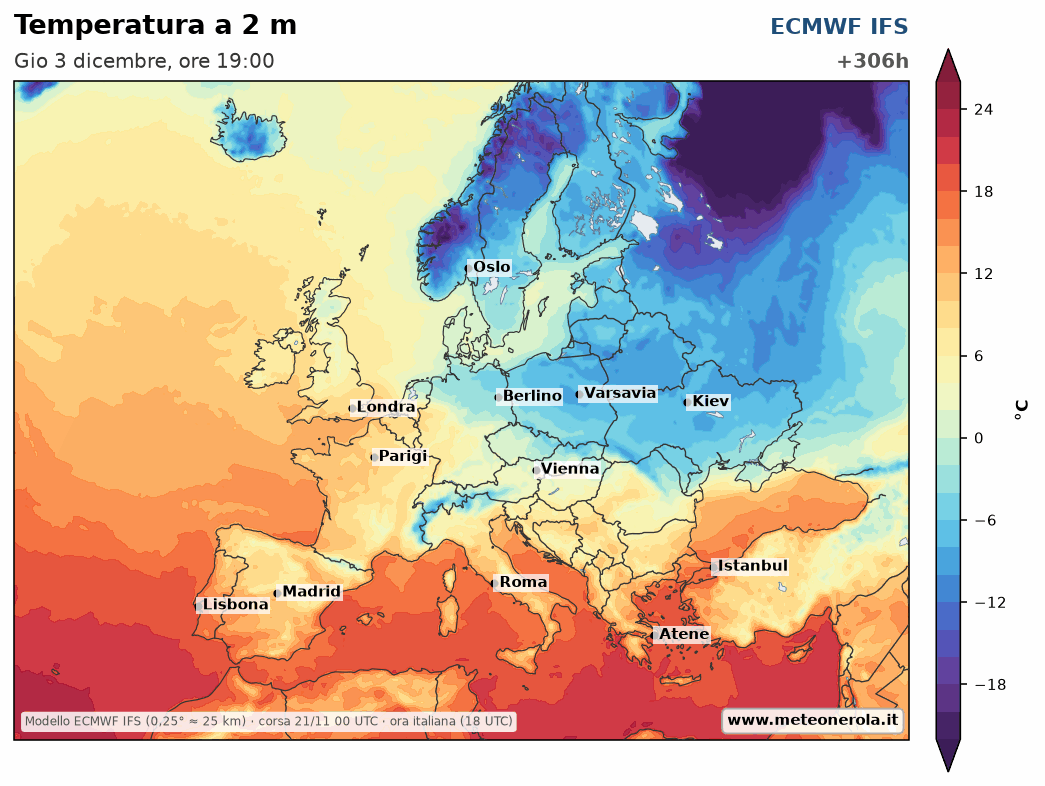 Temperatura a 2 m
ECMWF IFS
Gio 3 dicembre, ore 19:00
+306h
24
18
12
6
0
−6
−12
−18
°C
Oslo
Londra
Berlino
Varsavia
Kiev
Parigi
Vienna
Istanbul
Roma
Madrid
Lisbona
Atene
Modello ECMWF IFS (0,25° ≈ 25 km) · corsa 21/11 00 UTC · ora italiana (18 UTC)
www.meteonerola.it